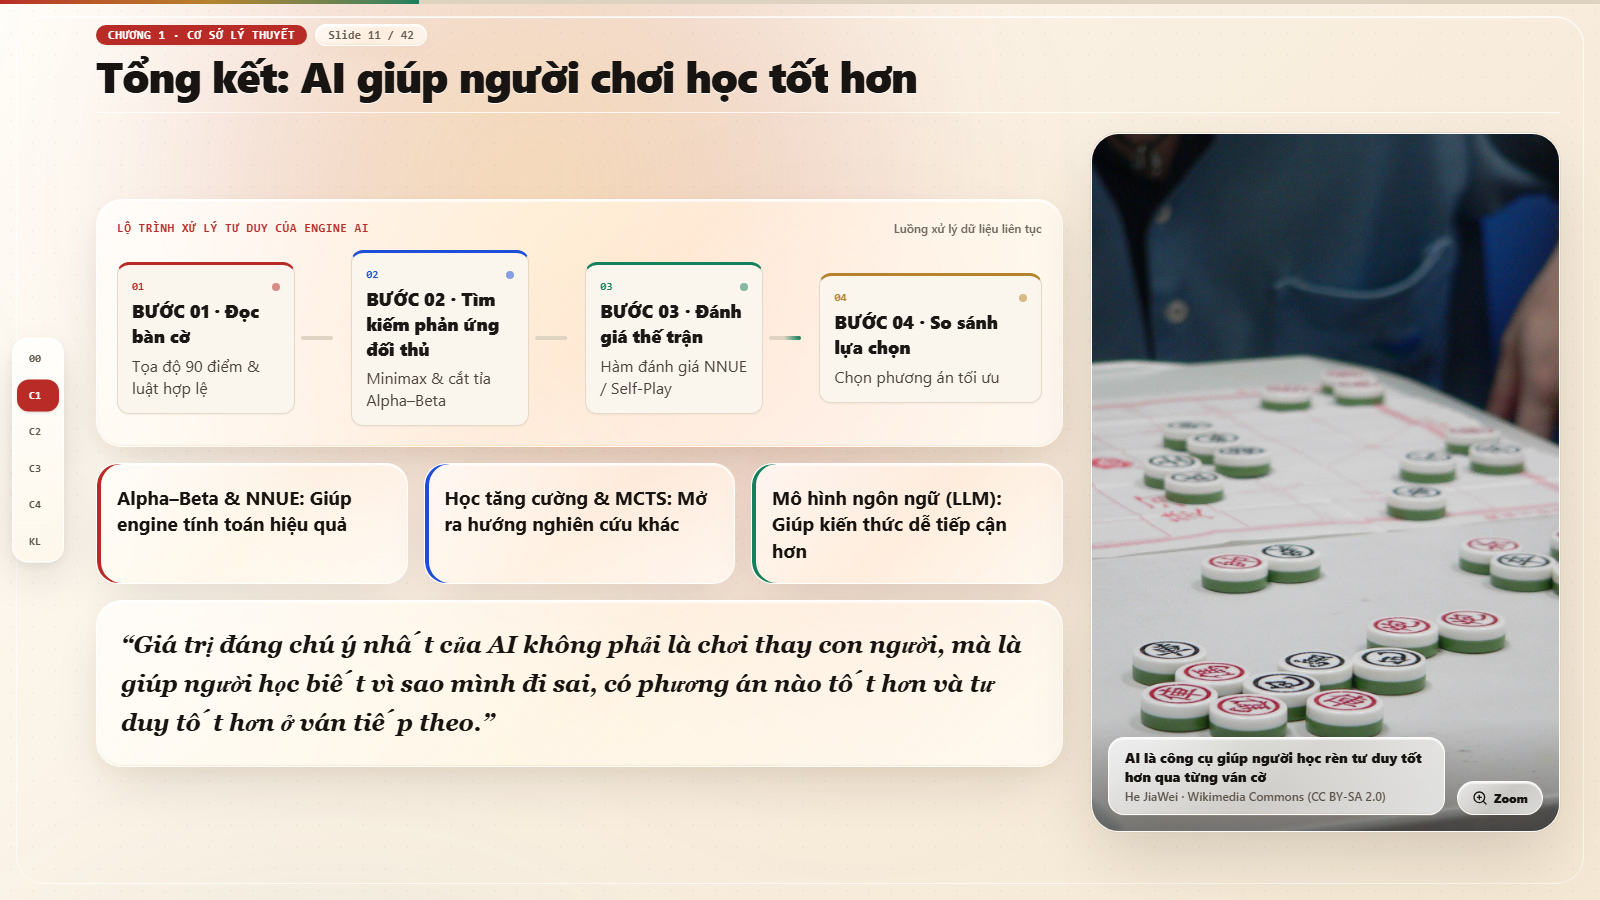 CHƯƠNG 1 · CƠ SỞ LÝ THUYẾT
Slide 11 / 42
Tổng kết: AI giúp người chơi học tốt hơn
00
C1
C2
C3
C4
KL
LỘ TRÌNH XỬ LÝ TƯ DUY CỦA ENGINE AI
Luồng xử lý dữ liệu liên tục
01
BƯỚC 01 · Đọc
bàn cờ
Tọa độ 90 điểm &
luật hợp lệ
02
BƯỚC 02 · Tìm
kiếm phản ứng
đối thủ
Minimax & cắt tỉa
Alpha–Beta
03
BƯỚC 03 · Đánh
giá thế trận
Hàm đánh giá NNUE
/ Self-Play
04
BƯỚC 04 · So sánh
lựa chọn
Chọn phương án tối ưu
Alpha–Beta & NNUE: Giúp
engine tính toán hiệu quả
Học tăng cường & MCTS: Mở
ra hướng nghiên cứu khác
Mô hình ngôn ngữ (LLM):
Giúp kiến thức dễ tiếp cận
hơn
“Giá trị đáng chú ý nhất của AI không phải là chơi thay con người, mà là
giúp người học biết vì sao mình đi sai, có phương án nào tốt hơn và tư
duy tốt hơn ở ván tiếp theo.”
AI là công cụ giúp người học rèn tư duy tốt
hơn qua từng ván cờ
He JiaWei · Wikimedia Commons (CC BY-SA 2.0)
Zoom